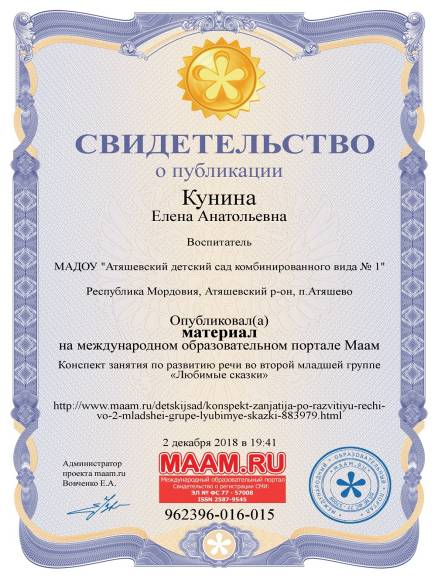 СВИДЕТЕЛЬСТВО
о публикации
Кунина
Елена Анатольевна
Воспитатель
МАДОУ "Атяшевский детский сад комбинированного вида № 1"
Республика Мордовия, Атяшевский р-он, п.Атяшево
Опубликовал(а)
материал
на международном образовательном портале Маам
Конспект занятия по развитию речи во второй младшей группе
«Любимые сказки»
http://www.maam.ru/detskijsad/konspekt-zanjatija-po-razvitiyu-rechi-
vo-2-mladshei-grupe-lyubimye-skazki-883979.html
2 декабря 2018 в 19:41
Администратор
проекта maam.ru
Вовченко Е.А.
MAAM.RU
Международный образовательный портал
Свидетельство о регистрации СМИ:
ЭЛ № ФС 77 - 57008
ISSN 2587-9545
962396-016-015
МЕЖДУНАРОДНЫЙ ОБРАЗОВАТЕЛЬНЫЙ ПОРТАЛ